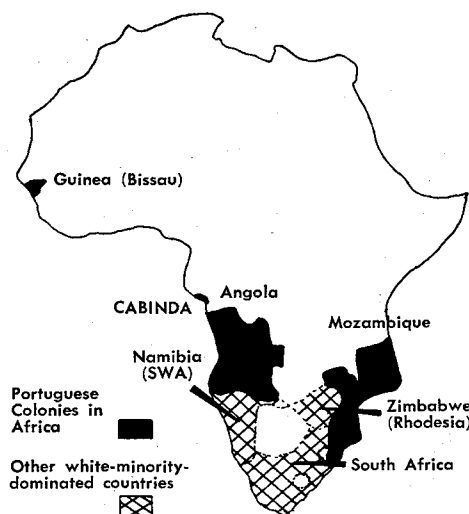 Guinea (Bissau)
Angola
CABINDA
Mozambique
Namibia
(SWA)
Portuguese
Colonies in
Africa
Zimbabwe
(Rhodesia)
South Africa
Other white-minority-
dominated countries